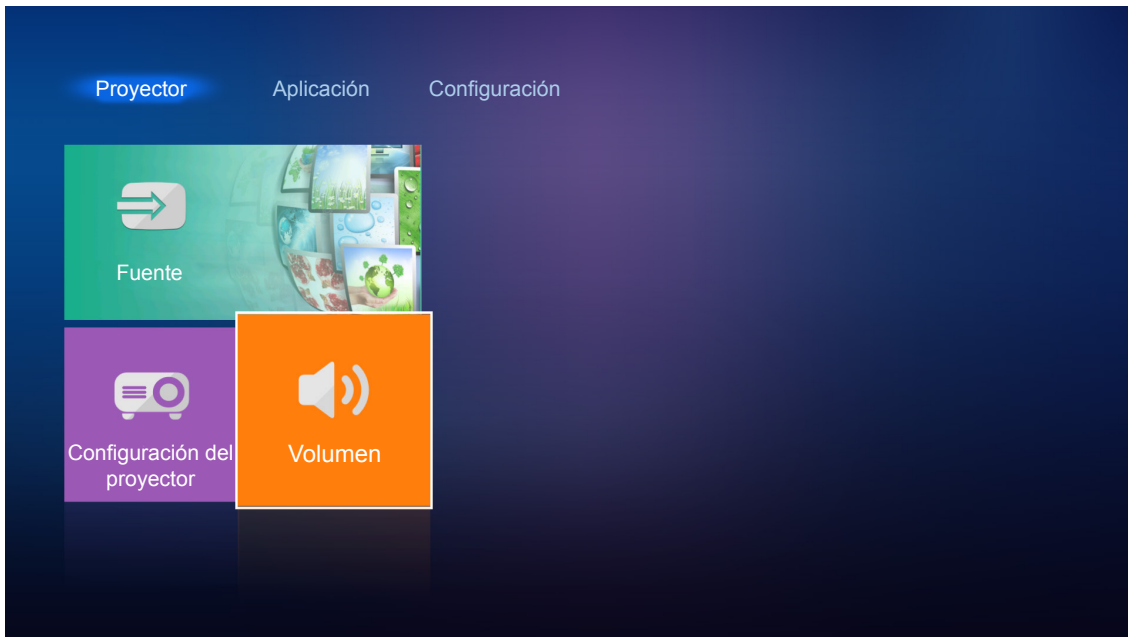 Proyector Aplicación Configuración
Fuente
Configuración del
proyector
Volumen